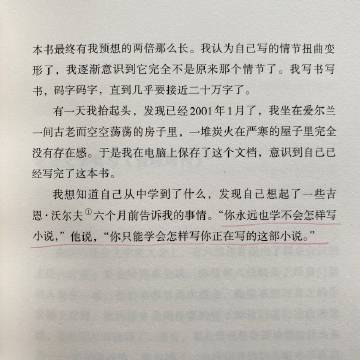 本书最终有我预想的两倍那么长。我认为自己写的情节扭曲变
形了，我逐渐意识到它完全不是原来那个情节了。我写书写
书，码字码字，直到几乎要接近二十万字了。
有一天我抬起头，发现已经2001年1月了，我坐在爱尔兰
一间古老而空空荡荡的房子里，一堆炭火在严寒的屋子里完全
没有存在感。于是我在电脑上保存了这个文档，意识到自己已
经写完了这本书。
我想知道自己从中学到了什么，发现自己想起了一些吉
恩·沃尔夫①六个月前告诉我的事情。“你永远也学不会怎样写
小说，”他说，“你只能学会怎样写你正在写的这部小说。”